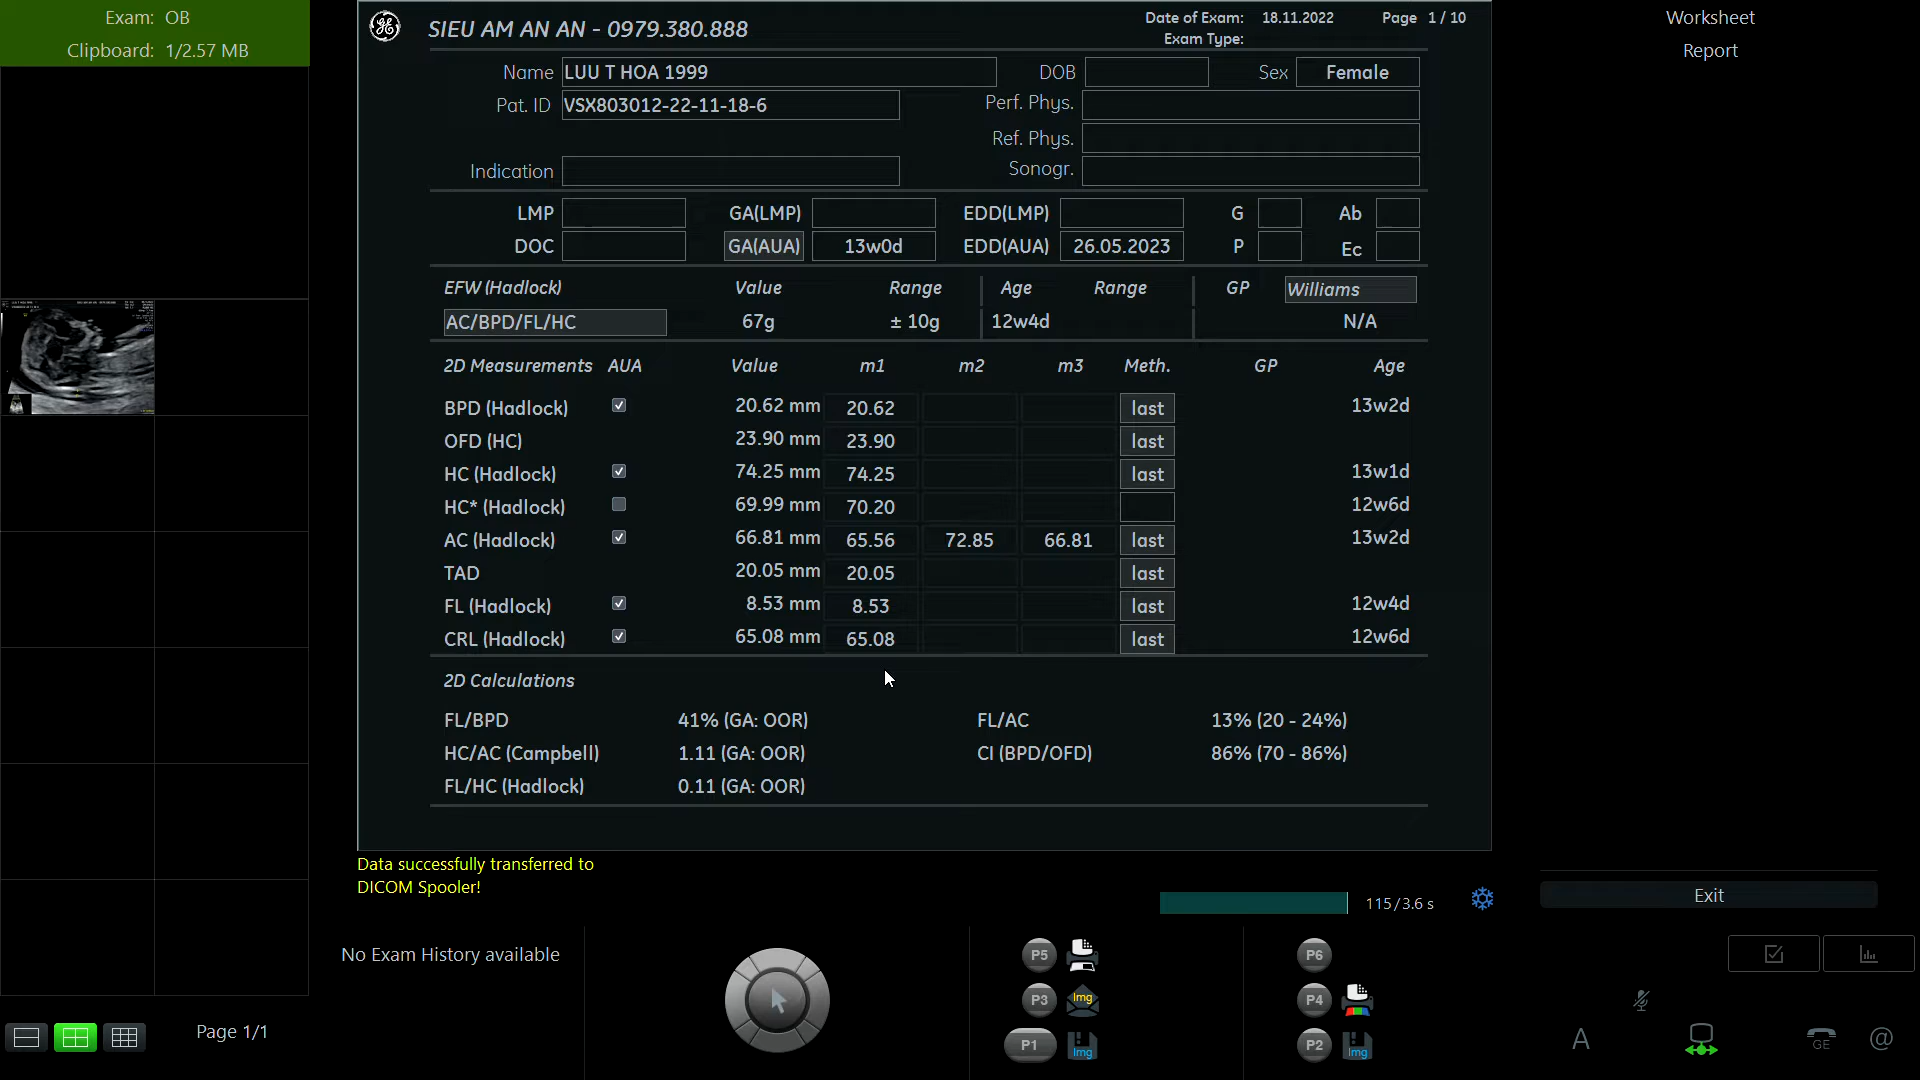 Exam: OB
Clipboard: 1/2.57 MB
Worksheet
Report
SIEU AM AN AN - 0979.380.888
Date of Exam: 18.11.2022 Page 1 / 10
Exam Type:
Name LUU T HOA 1999 DOB Sex Female
Pat. ID VSX803012-22-11-18-6 Perf. Phys.
Ref. Phys.
Indication Sonogr.
LMP GA(LMP) EDD(LMP) G Ab
DOC GA(AUA) 13w0d EDD(AUA) 26.05.2023 P Ec
EFW (Hadlock) Value Range Age Range GP Williams
AC/BPD/FL/HC 67g ± 10g 12w4d N/A
2D Measurements AUA Value m1 m2 m3 Meth. GP Age
BPD (Hadlock) 20.62 mm 20.62 last 13w2d
OFD (HC) 23.90 mm 23.90 last
HC (Hadlock) 74.25 mm 74.25 last 13w1d
HC* (Hadlock) 69.99 mm 70.20 12w6d
AC (Hadlock) 66.81 mm 65.56 72.85 66.81 last 13w2d
TAD 20.05 mm 20.05 last
FL (Hadlock) 8.53 mm 8.53 last 12w4d
CRL (Hadlock) 65.08 mm 65.08 last 12w6d
2D Calculations
FL/BPD 41% (GA: OOR) FL/AC 13% (20 - 24%)
HC/AC (Campbell) 1.11 (GA: OOR) CI (BPD/OFD) 86% (70 - 86%)
FL/HC (Hadlock) 0.11 (GA: OOR)
Data successfully transferred to
DICOM Spooler!
115/3.6 s
Exit
No Exam History available
P5
P6
P3 Img
P4
P1 Img
P2 Img
Page 1/1
A
GE
@